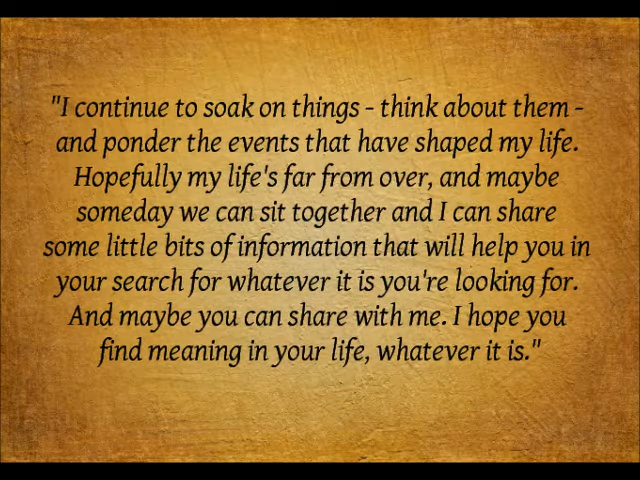 "I continue to soak on things - think about them -
and ponder the events that have shaped my life.
Hopefully my life's far from over, and maybe
someday we can sit together and I can share
some little bits of information that will help you in
your search for whatever it is you're looking for.
And maybe you can share with me. I hope you
find meaning in your life, whatever it is."